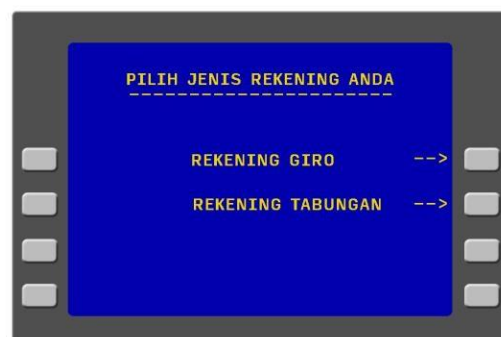 PILIH JENIS REKENING ANDA
----------------------
REKENING GIRO -->
REKENING TABUNGAN -->